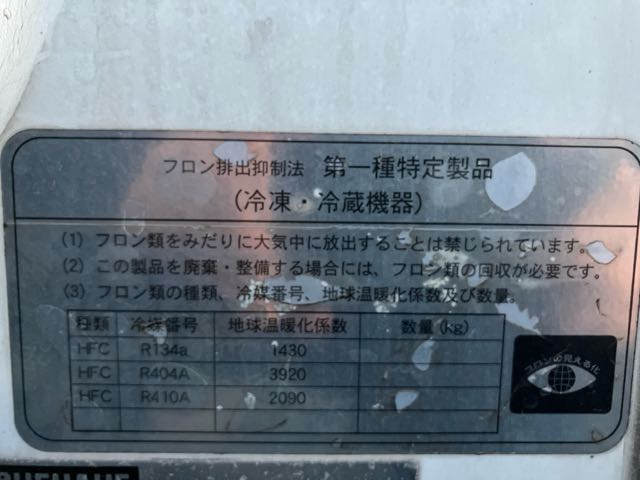 フロン排出抑制法 第一種特定製品
(冷凍・冷蔵機器)
(1) フロン類をみだりに大気中に放出することは禁じられています。
(2) この製品を廃棄・整備する場合には、フロン類の回収が必要です。
(3) フロン類の種類、冷媒番号、地球温暖化係数及び数量。
種類 冷媒番号 地球温暖化係数 数量(kg)
HFC R134a 1430
HFC R404A 3920
HFC R410A 2090
フロンの見える化